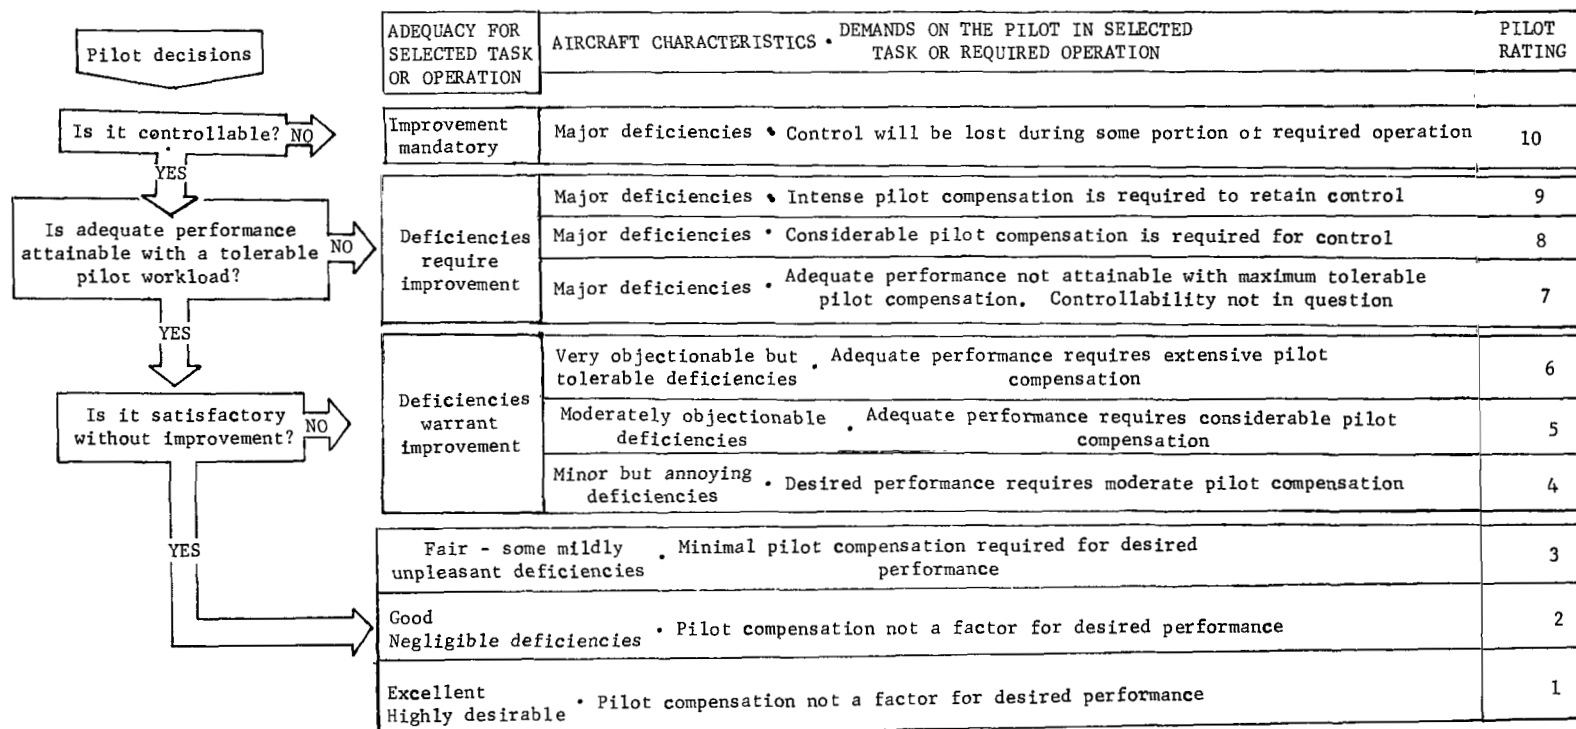 Pilot decisions
ADEQUACY FOR
SELECTED TASK
OR OPERATION
AIRCRAFT CHARACTERISTICS •
DEMANDS ON THE PILOT IN SELECTED
TASK OR REQUIRED OPERATION
PILOT
RATING
Is it controllable?
NO
YES
Improvement
mandatory
Major deficiencies • Control will be lost during some portion of required operation
10
Is adequate performance
attainable with a tolerable
pilot workload?
NO
YES
Deficiencies
require
improvement
Major deficiencies • Intense pilot compensation is required to retain control
9
Major deficiencies • Considerable pilot compensation is required for control
8
Major deficiencies •
Adequate performance not attainable with maximum tolerable
pilot compensation. Controllability not in question
7
Is it satisfactory
without improvement?
NO
YES
Deficiencies
warrant
improvement
Very objectionable but
tolerable deficiencies
• Adequate performance requires extensive pilot
compensation
6
Moderately objectionable
deficiencies
• Adequate performance requires considerable pilot
compensation
5
Minor but annoying
deficiencies
• Desired performance requires moderate pilot compensation
4
Fair - some mildly
unpleasant deficiencies
• Minimal pilot compensation required for desired
performance
3
Good
Negligible deficiencies
• Pilot compensation not a factor for desired performance
2
Excellent
Highly desirable
• Pilot compensation not a factor for desired performance
1